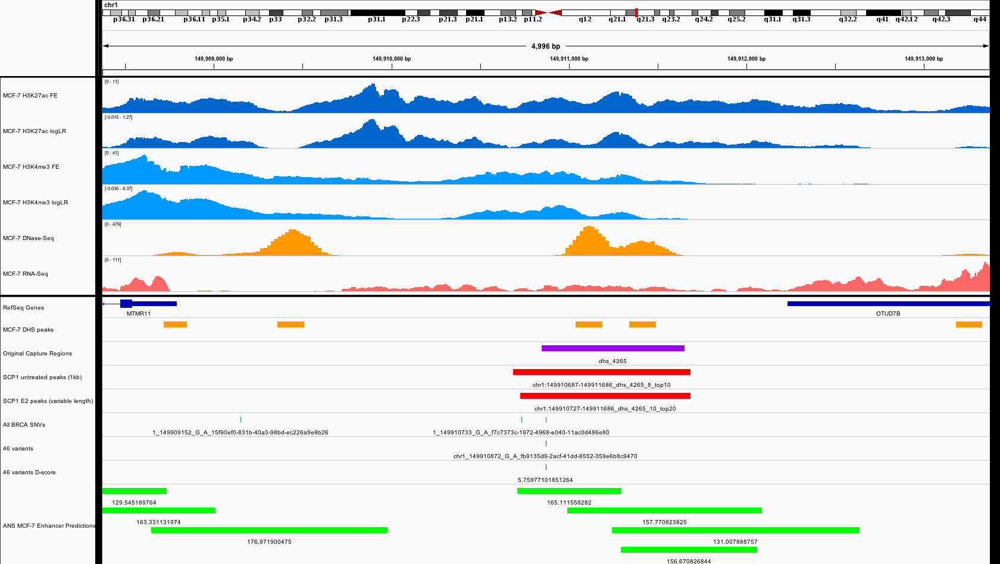 chr1
p36.31 p36.21 p36.11 p35.1 p34.2 p33 p32.2 p31.3 p31.1 p22.3 p21.3 p21.1 p13.2 p11.2 q12 q21.1 q21.3 q23.2 q24.2 q25.2 q31.1 q31.3 q32.2 q41 q42.12 q42.3 q44
4,996 bp
149,909,000 bp 149,910,000 bp 149,911,000 bp 149,912,000 bp 149,913,000 bp
[0 - 11]
MCF-7 H3K27ac FE
[-0.015 - 1.27]
MCF-7 H3K27ac logLR
[0 - 41]
MCF-7 H3K4me3 FE
[-0.036 - 8.37]
MCF-7 H3K4me3 logLR
[0 - 479]
MCF-7 DNase-Seq
[0 - 111]
MCF-7 RNA-Seq
RefSeq Genes
MTMR11 OTUD7B
MCF-7 DHS peaks
Original Capture Regions
dhs_4265
SCP1 untreated peaks (1kb)
chr1:149910687-149911686_dhs_4265_8_top10
SCP1 E2 peaks (variable length)
chr1:149910727-149911686_dhs_4265_10_top20
All BRCA SNVs
1_149909152_G_A_15f90ef0-831b-40a3-98bd-ec226a9e8b26 1_149910733_G_A_f7c7373c-1972-4968-e040-11ac0d486e80
46 variants
chr1_149910872_G_A_fb9135d9-2acf-41dd-8552-359e6b8c9470
46 variants D-score
5.75977101851264
129.545189764 165.111558282
163.331131974 157.770823825
ANS MCF-7 Enhancer Predictions
176.971900475 131.007888757
156.670826844